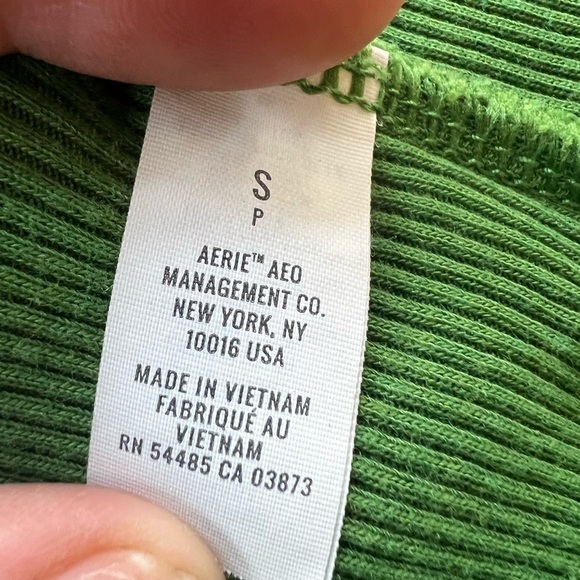 S
P
AERIE™ AEO
MANAGEMENT CO.
NEW YORK, NY
10016 USA
MADE IN VIETNAM
FABRIQUÉ AU
VIETNAM
RN 54485 CA 03873